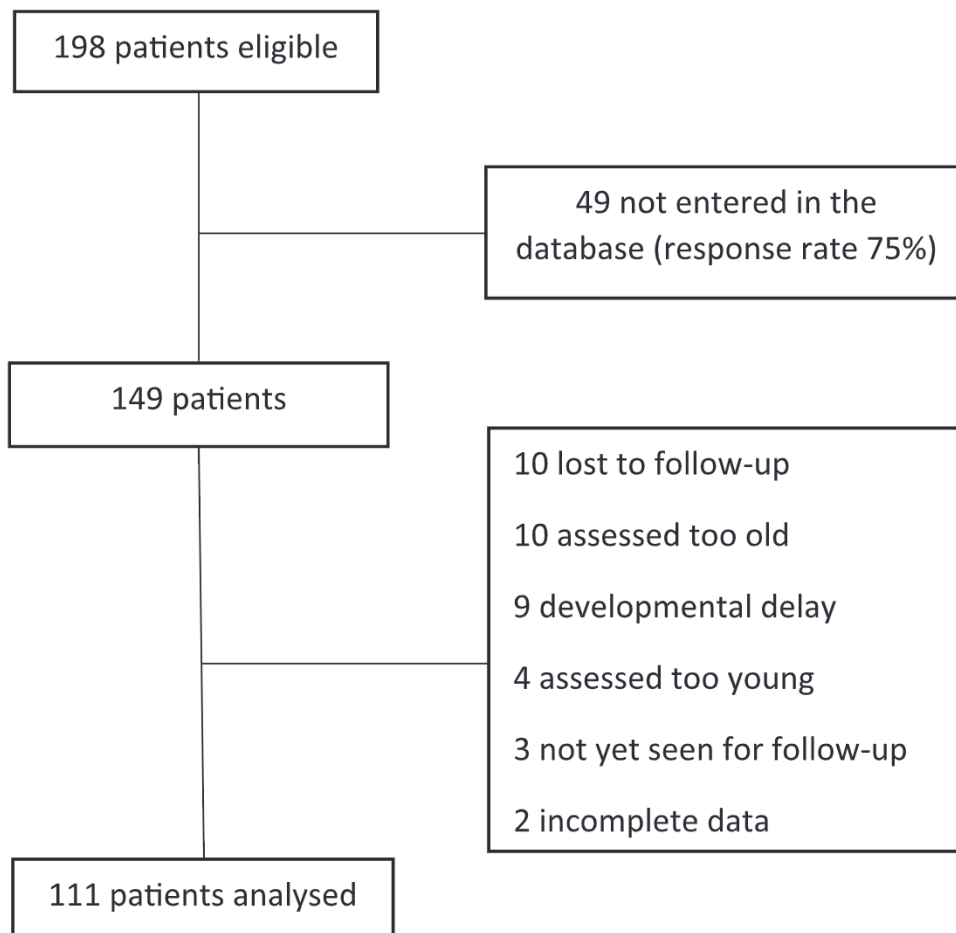 198 patients eligible
49 not entered in the
database (response rate 75%)
149 patients
10 lost to follow-up
10 assessed too old
9 developmental delay
4 assessed too young
3 not yet seen for follow-up
2 incomplete data
111 patients analysed